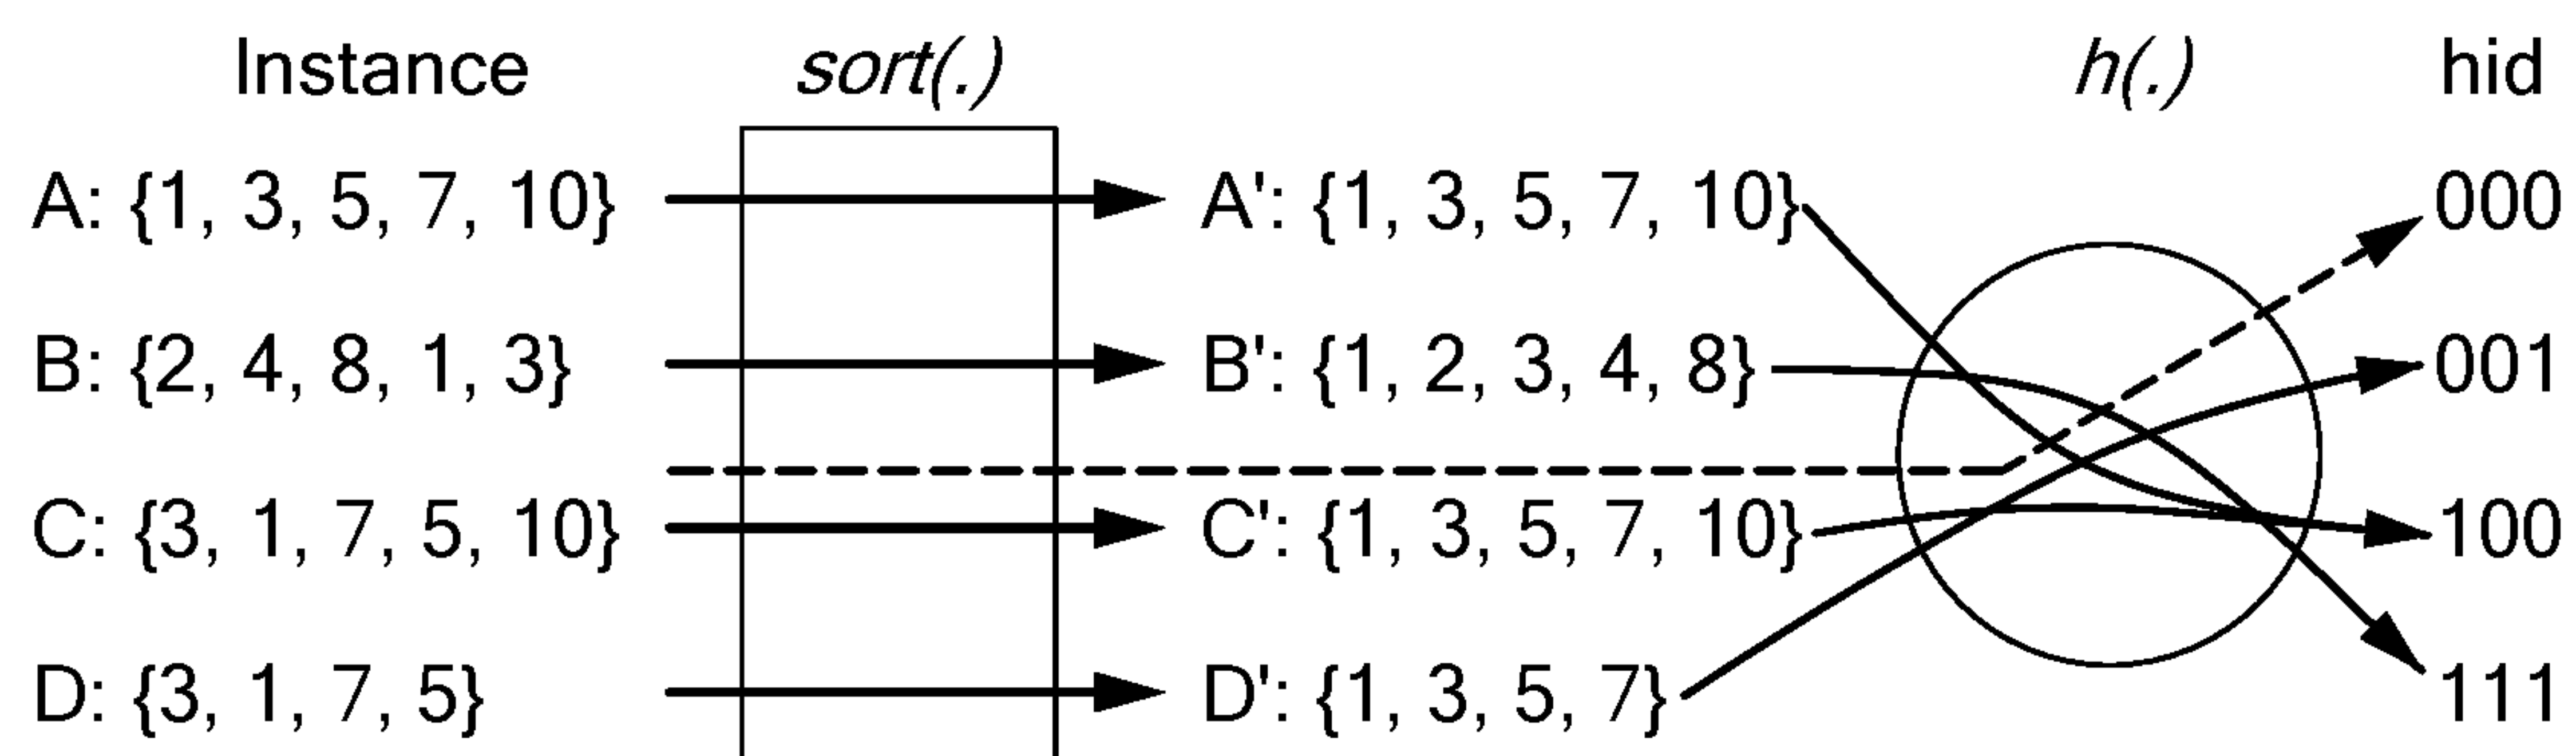 Instance sort(.) h(.) hid
A: {1, 3, 5, 7, 10} A': {1, 3, 5, 7, 10} 000
B: {2, 4, 8, 1, 3} B': {1, 2, 3, 4, 8} 001
C: {3, 1, 7, 5, 10} C': {1, 3, 5, 7, 10} 100
D: {3, 1, 7, 5} D': {1, 3, 5, 7} 111